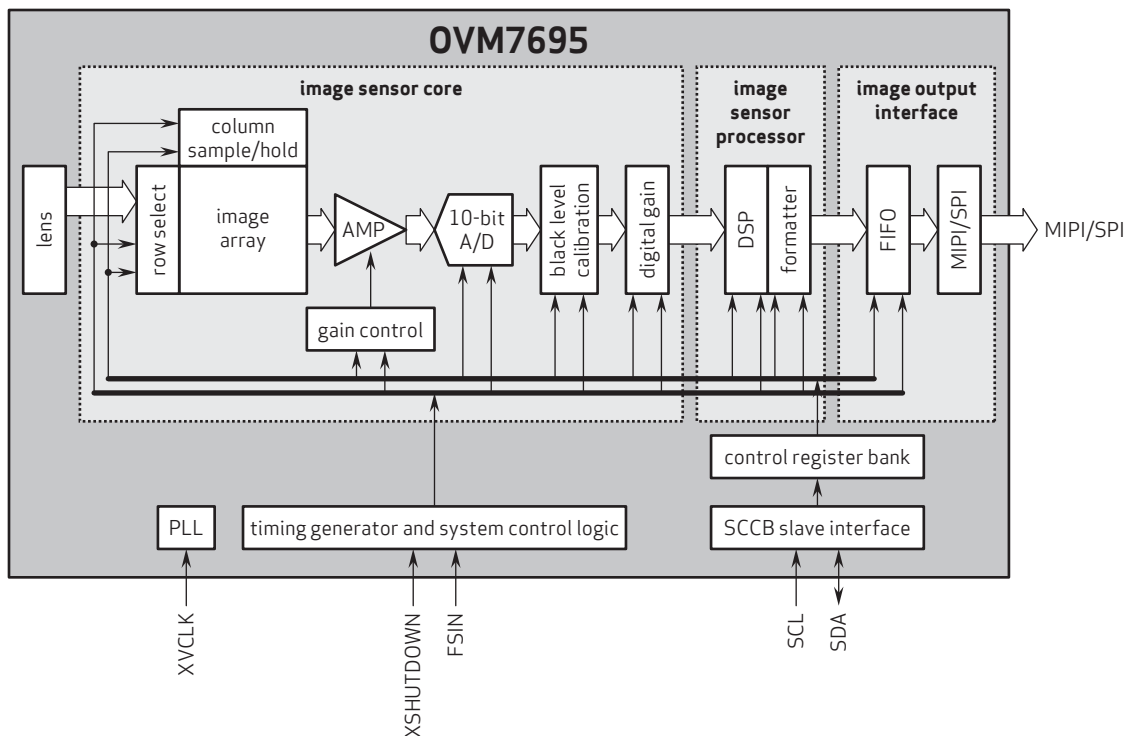 OVM7695
image sensor core
image
sensor
processor
image output
interface
column
sample/hold
lens
row select
image
array
AMP
10-bit
A/D
black level
calibration
digital gain
DSP
formatter
FIFO
MIPI/SPI
MIPI/SPI
gain control
control register bank
PLL
timing generator and system control logic
SCCB slave interface
XVCLK
XSHUTDOWN
FSIN
SCL
SDA